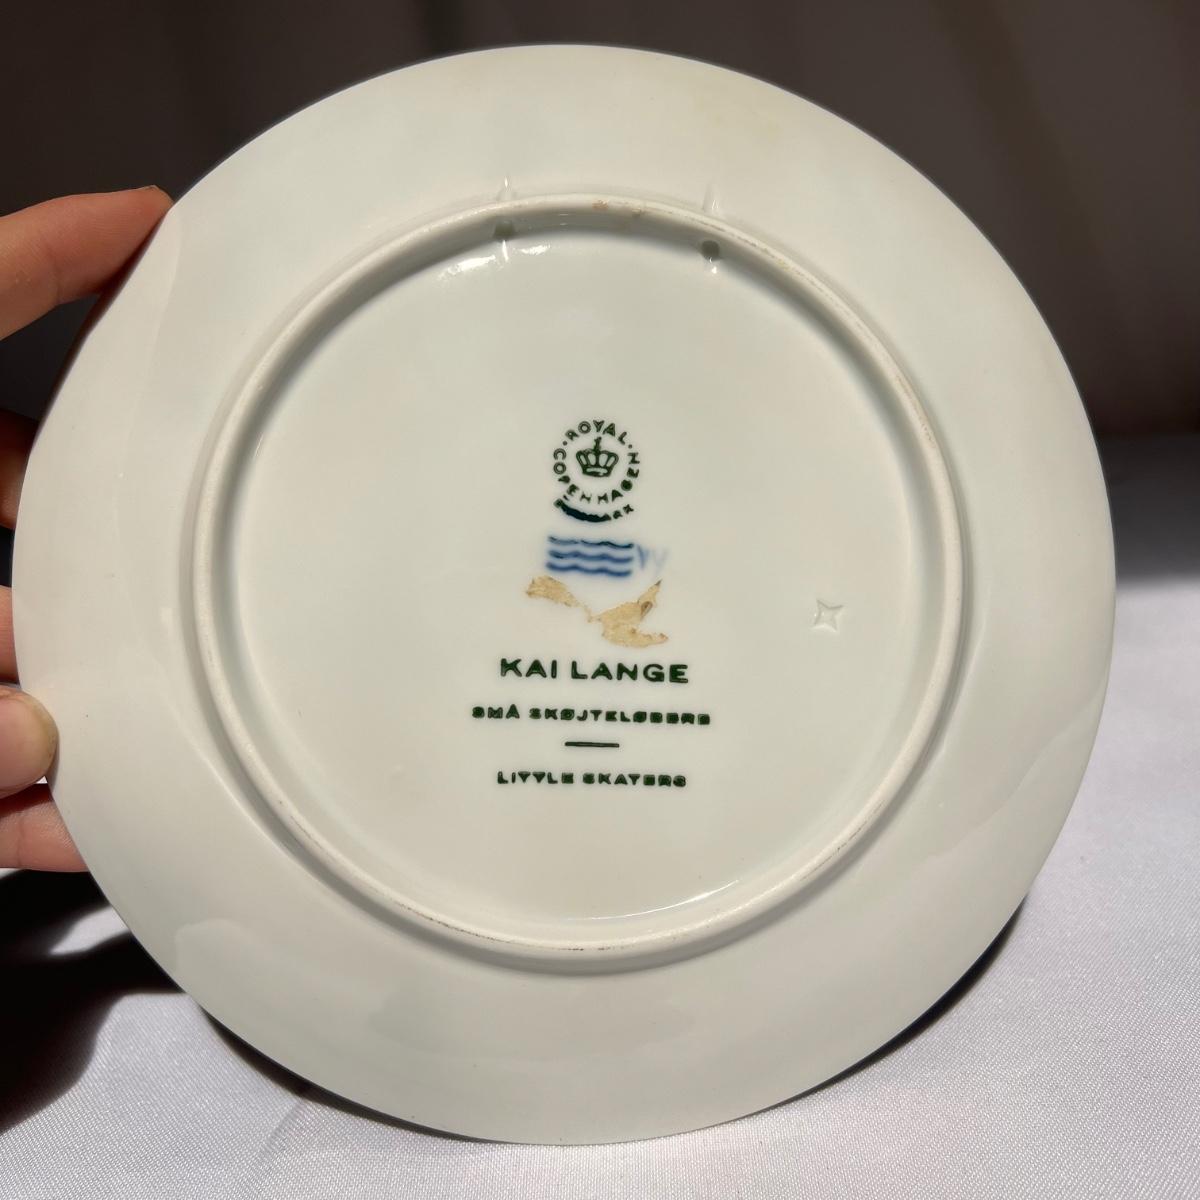 ROYAL
COPENHAGEN
DENMARK
KAI LANGE
SMÅ SKØJTELØBERE
LITTLE SKATERS